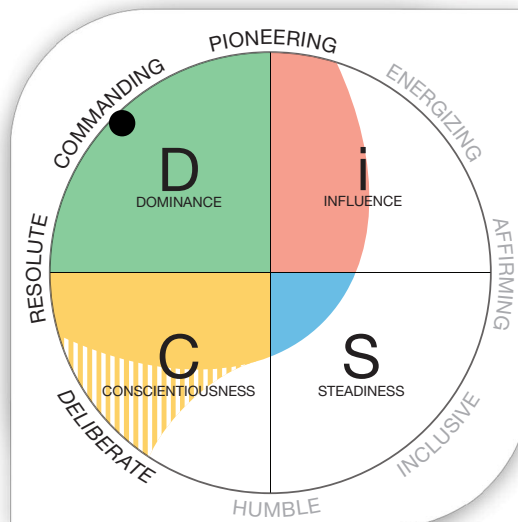 PIONEERING
ENERGIZING
COMMANDING
D
DOMINANCE
i
INFLUENCE
RESOLUTE
AFFIRMING
C
CONSCIENTIOUSNESS
S
STEADINESS
DELIBERATE
INCLUSIVE
HUMBLE